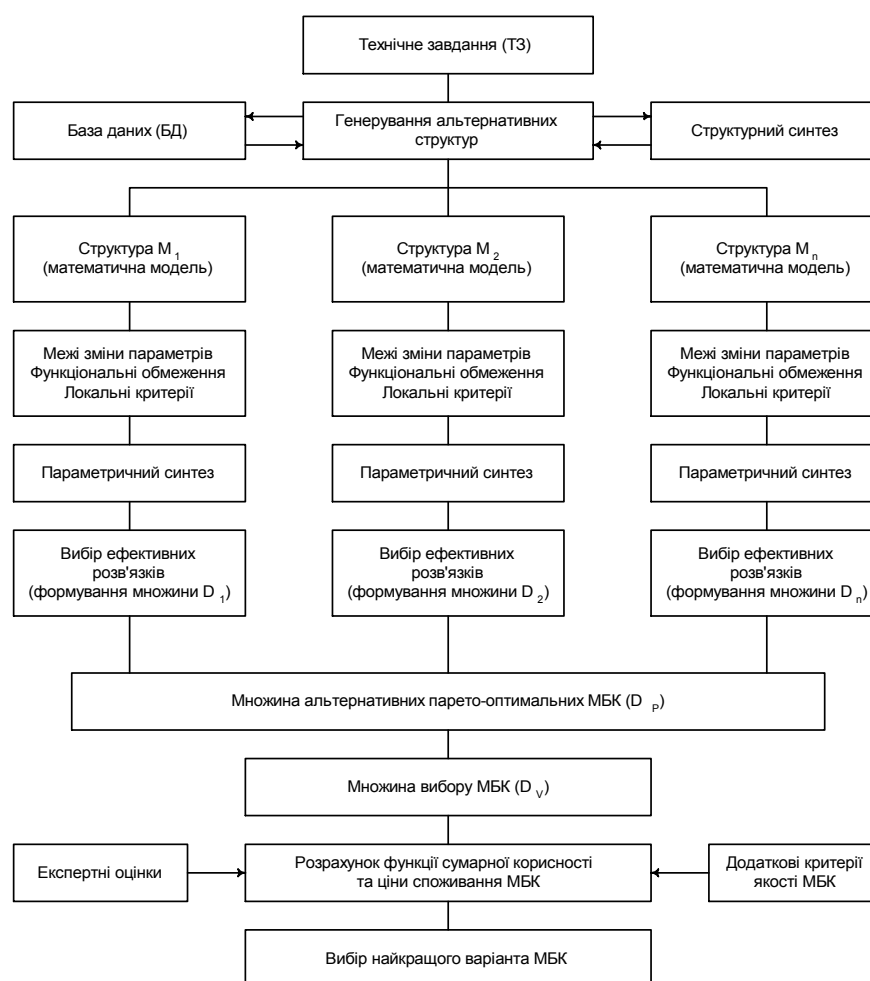 Технічне завдання (ТЗ)
База даних (БД)
Генерування альтернативних
структур
Структурний синтез
Структура М 1
(математична модель)
Структура М 2
(математична модель)
Структура М n
(математична модель)
Межі зміни параметрів
Функціональні обмеження
Локальні критерії
Межі зміни параметрів
Функціональні обмеження
Локальні критерії
Межі зміни параметрів
Функціональні обмеження
Локальні критерії
Параметричний синтез
Параметричний синтез
Параметричний синтез
Вибір ефективних
розв'язків
(формування множини D 1)
Вибір ефективних
розв'язків
(формування множини D 2)
Вибір ефективних
розв'язків
(формування множини D n)
Множина альтернативних парето-оптимальних МБК (D P)
Множина вибору МБК (D V)
Експертні оцінки
Розрахунок функції сумарної корисності
та ціни споживання МБК
Додаткові критерії
якості МБК
Вибір найкращого варіанта МБК